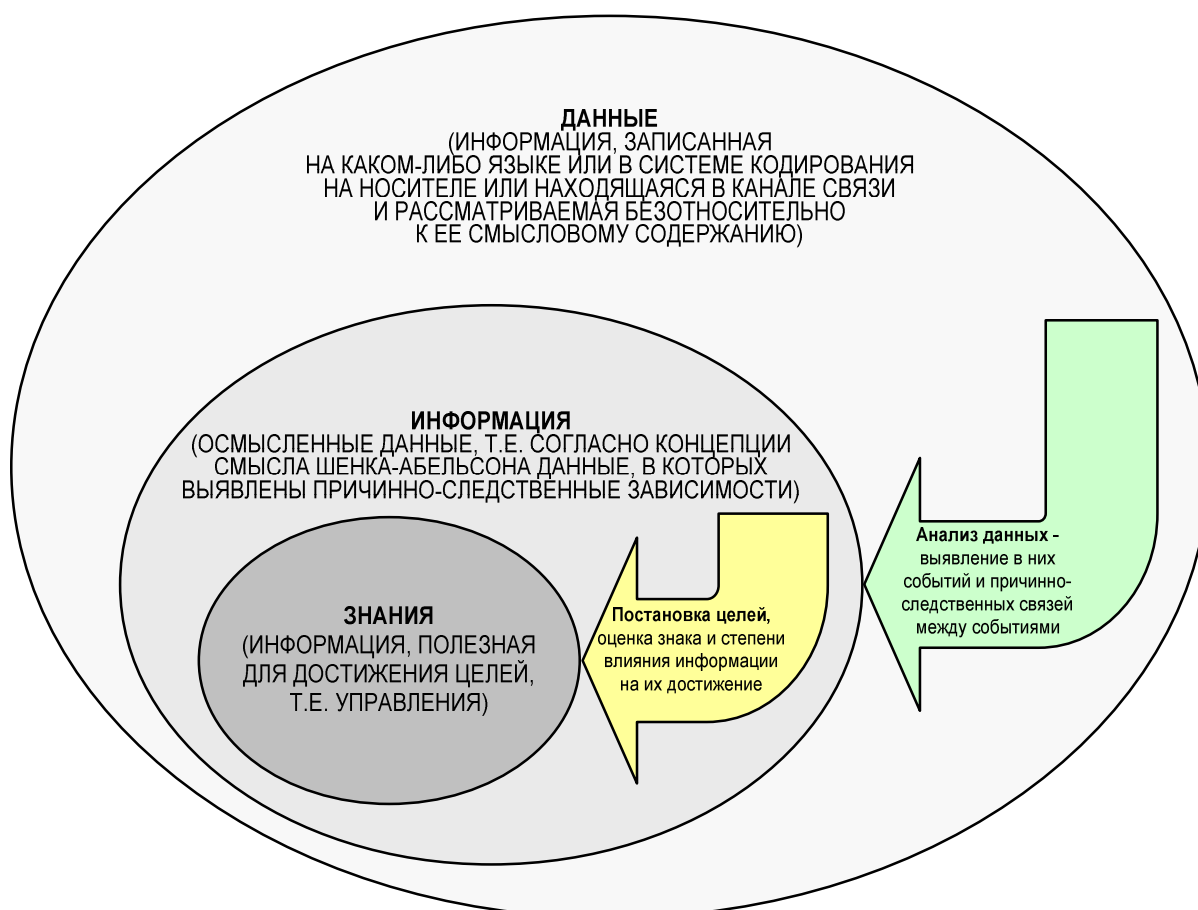 ДАННЫЕ
(ИНФОРМАЦИЯ, ЗАПИСАННАЯ
НА КАКОМ-ЛИБО ЯЗЫКЕ ИЛИ В СИСТЕМЕ КОДИРОВАНИЯ
НА НОСИТЕЛЕ ИЛИ НАХОДЯЩАЯСЯ В КАНАЛЕ СВЯЗИ
И РАССМАТРИВАЕМАЯ БЕЗОТНОСИТЕЛЬНО
К ЕЕ СМЫСЛОВОМУ СОДЕРЖАНИЮ)
ИНФОРМАЦИЯ
(ОСМЫСЛЕННЫЕ ДАННЫЕ, Т.Е. СОГЛАСНО КОНЦЕПЦИИ
СМЫСЛА ШЕНКА-АБЕЛЬСОНА ДАННЫЕ, В КОТОРЫХ
ВЫЯВЛЕНЫ ПРИЧИННО-СЛЕДСТВЕННЫЕ ЗАВИСИМОСТИ)
Анализ данных -
выявление в них
событий и причинно-
следственных связей
между событиями
ЗНАНИЯ
(ИНФОРМАЦИЯ, ПОЛЕЗНАЯ
ДЛЯ ДОСТИЖЕНИЯ ЦЕЛЕЙ,
Т.Е. УПРАВЛЕНИЯ)
Постановка целей,
оценка знака и степени
влияния информации
на их достижение